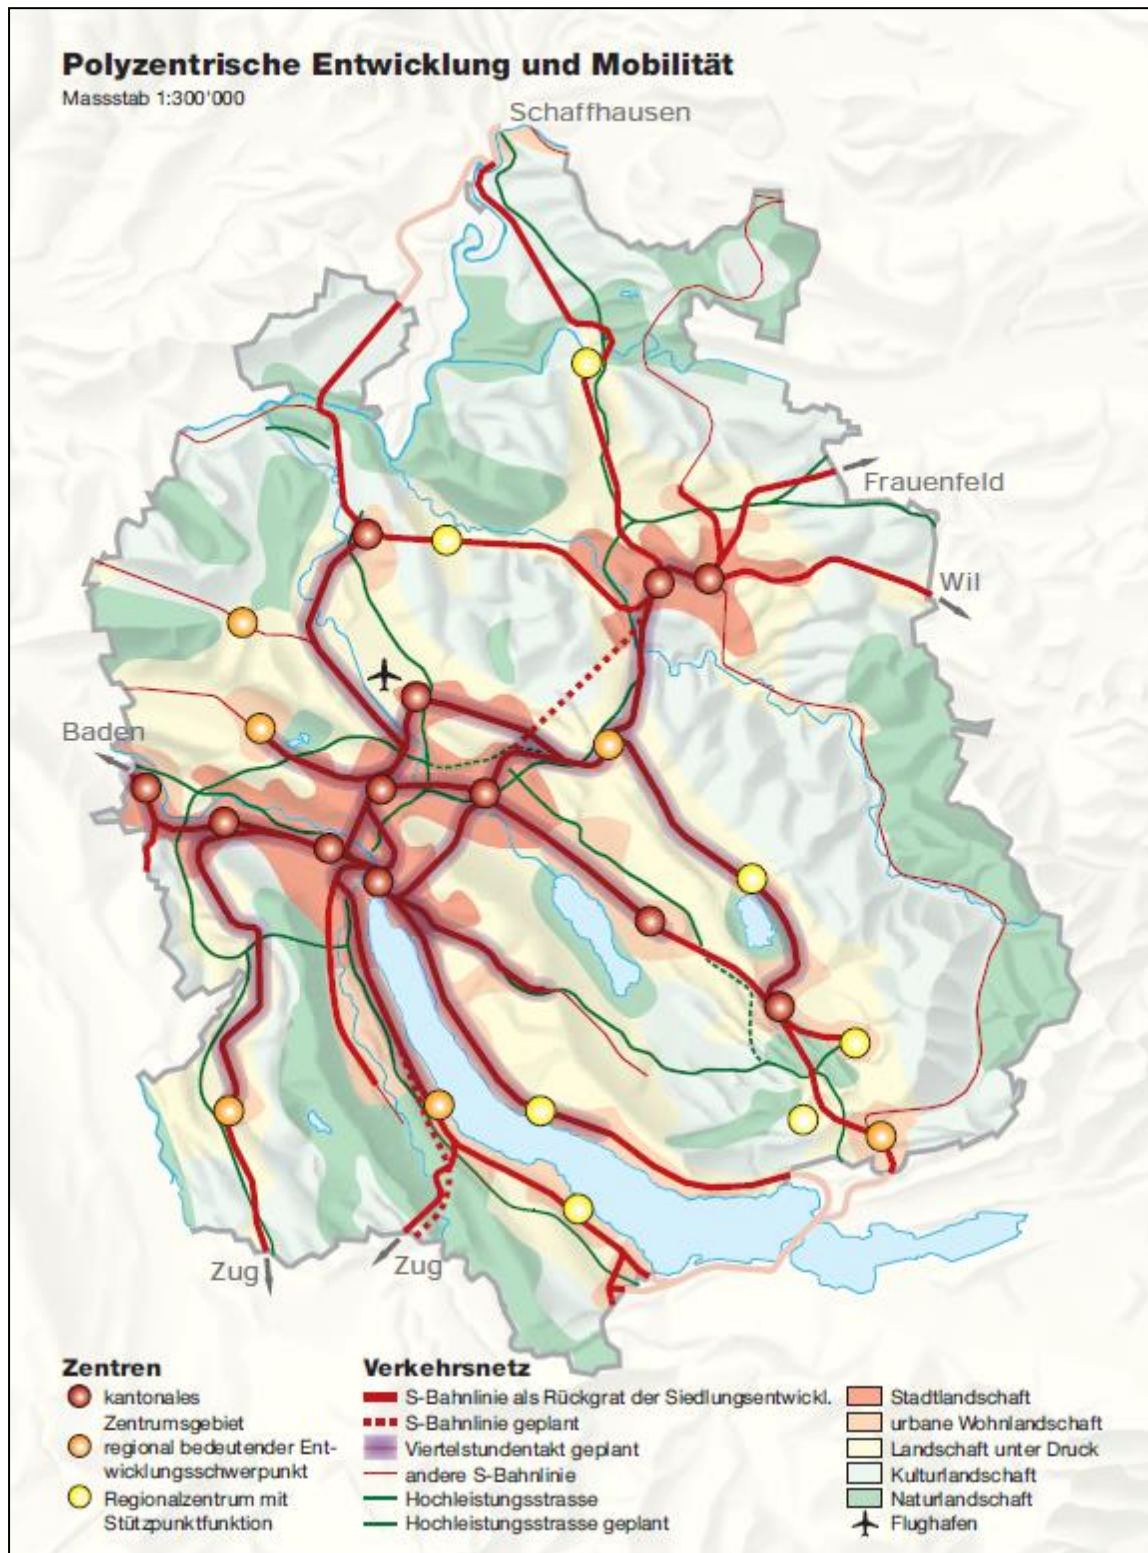 Polyzentrische Entwicklung und Mobilität
Massstab 1:300'000
Schaffhausen
Frauenfeld
Wil
Baden
Zug
Zug
Zentren
kantonales
Zentrumsgebiet
regional bedeutender Ent-
wicklungsschwerpunkt
Regionalzentrum mit
Stützpunktfunktion
Verkehrsnetz
S-Bahnlinie als Rückgrat der Siedlungsentwickl.
S-Bahnlinie geplant
Viertelstundentakt geplant
andere S-Bahnlinie
Hochleistungsstrasse
Hochleistungsstrasse geplant
Stadtlandschaft
urbane Wohnlandschaft
Landschaft unter Druck
Kulturlandschaft
Naturlandschaft
Flughafen